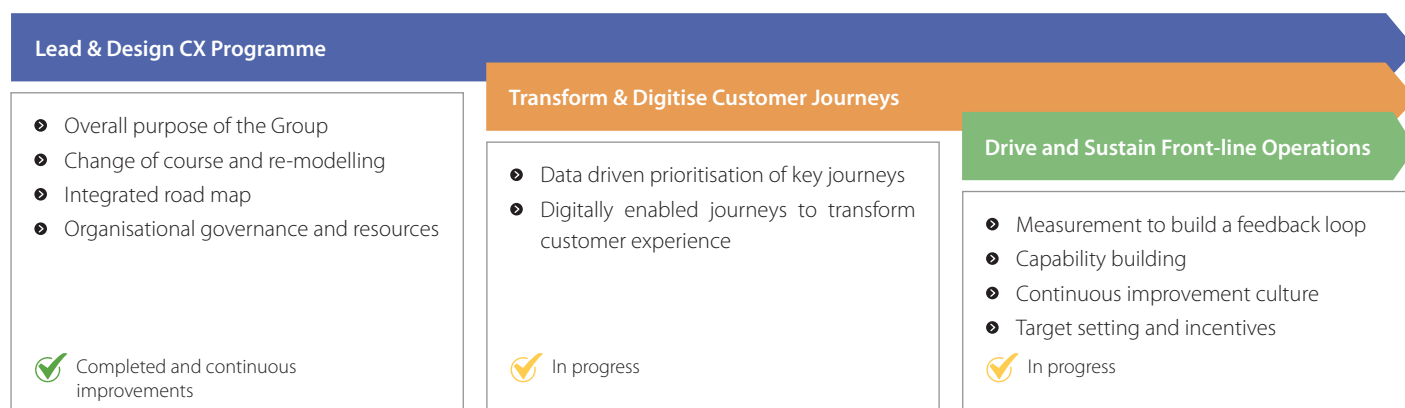 Lead & Design CX Programme
Overall purpose of the Group
Change of course and re-modelling
Integrated road map
Organisational governance and resources
Completed and continuous
improvements
Transform & Digitise Customer Journeys
Data driven prioritisation of key journeys
Digitally enabled journeys to transform
customer experience
In progress
Drive and Sustain Front-line Operations
Measurement to build a feedback loop
Capability building
Continuous improvement culture
Target setting and incentives
In progress